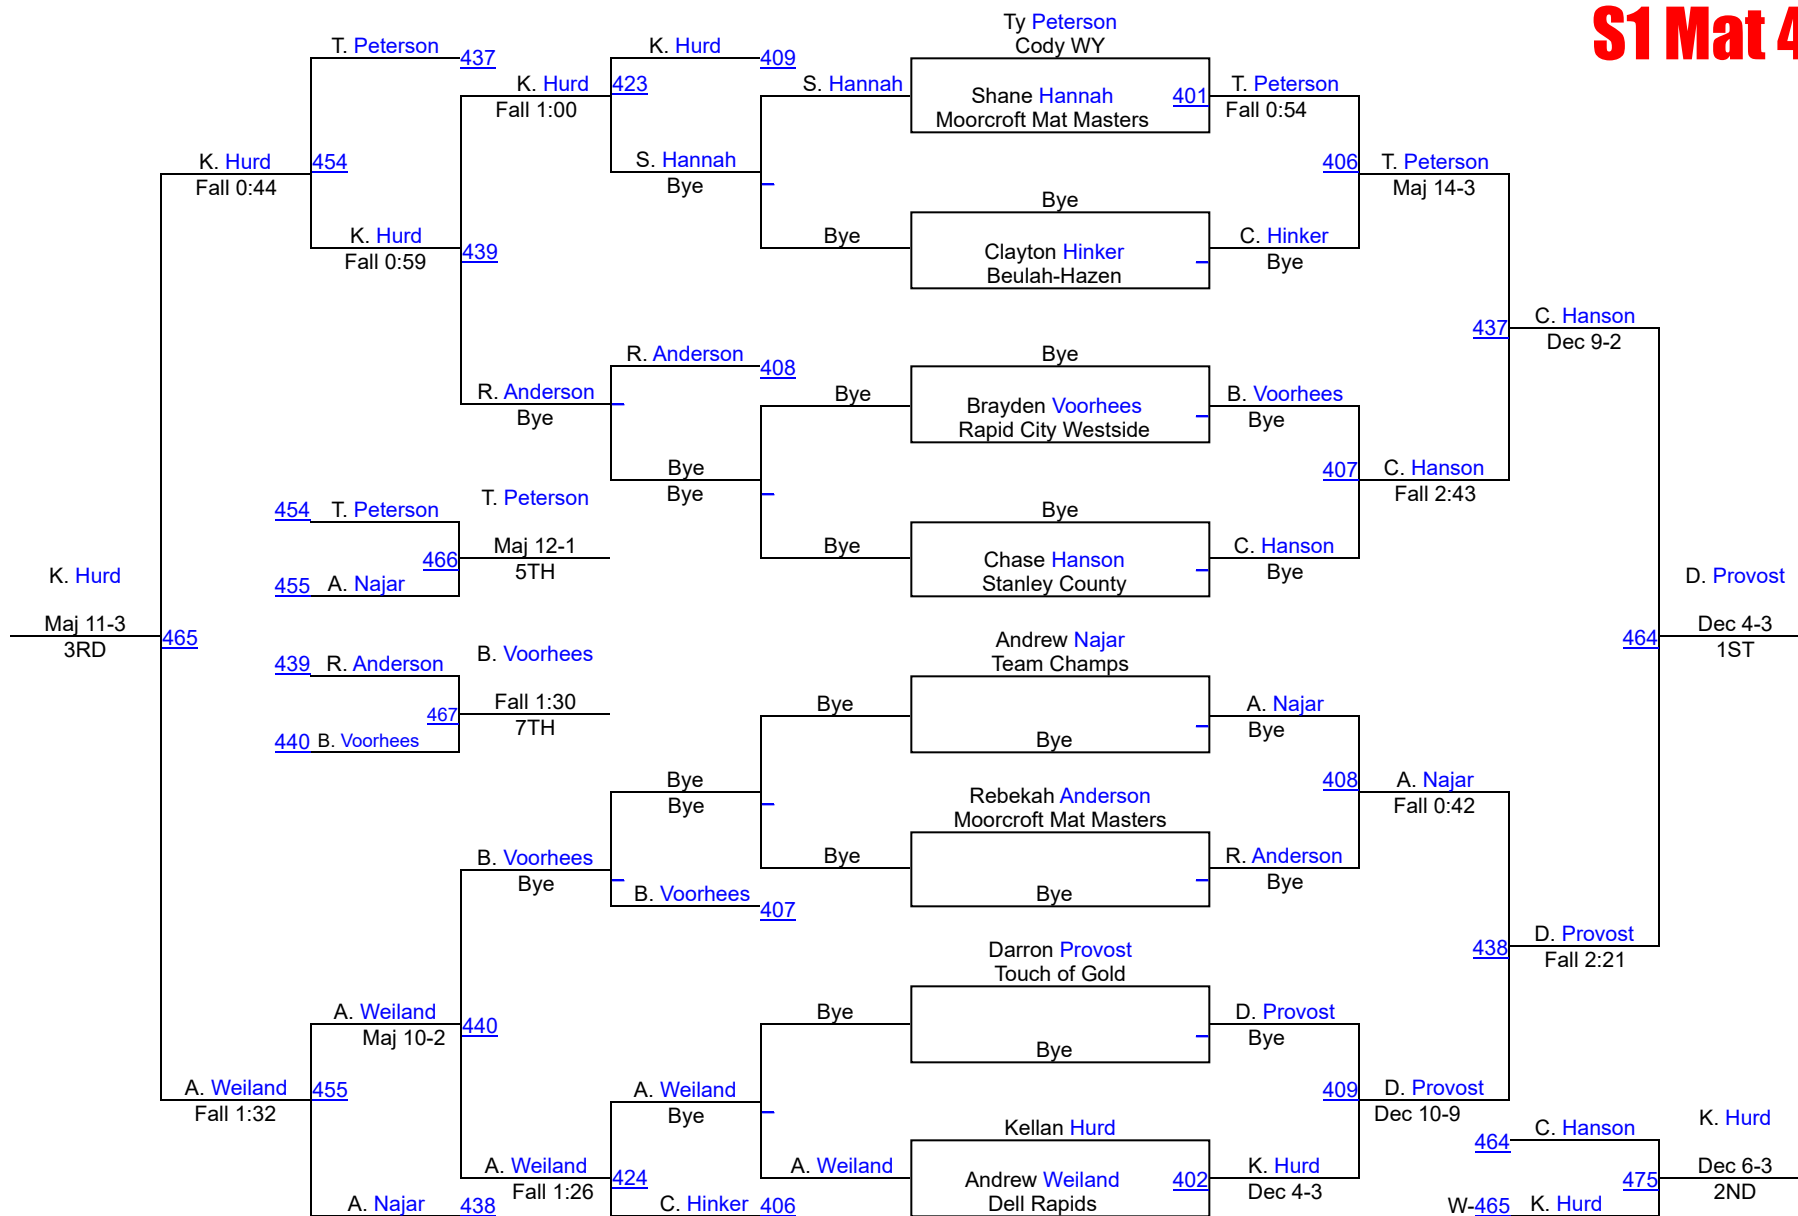 S1 Mat 4
Ty Peterson
Cody WY
T. Peterson
437
K. Hurd
409
K. Hurd
423
Fall 1:00
S. Hannah
Shane Hannah
Moorcroft Mat Masters
401
T. Peterson
Fall 0:54
K. Hurd
454
Fall 0:44
S. Hannah
Bye
406
T. Peterson
Maj 14-3
Bye
K. Hurd
439
Fall 0:59
Bye
Clayton Hinker
Beulah-Hazen
C. Hinker
Bye
437
C. Hanson
Dec 9-2
R. Anderson
408
Bye
R. Anderson
Bye
Bye
Brayden Voorhees
Rapid City Westside
B. Voorhees
Bye
Bye
Bye
407
C. Hanson
Fall 2:43
454
T. Peterson
T. Peterson
Bye
466
Maj 12-1
5TH
Bye
Chase Hanson
Stanley County
C. Hanson
Bye
455
A. Najar
K. Hurd
Maj 11-3
3RD
465
D. Provost
464
Dec 4-3
1ST
Andrew Najar
Team Champs
439
R. Anderson
B. Voorhees
467
Fall 1:30
7TH
440
B. Voorhees
Bye
Bye
A. Najar
Bye
Bye
Bye
Rebekah Anderson
Moorcroft Mat Masters
408
A. Najar
Fall 0:42
B. Voorhees
Bye
Bye
Bye
R. Anderson
Bye
B. Voorhees
407
438
D. Provost
Fall 2:21
Darron Provost
Touch of Gold
A. Weiland
440
Maj 10-2
Bye
Bye
D. Provost
Bye
A. Weiland
455
Fall 1:32
A. Weiland
Bye
409
D. Provost
Dec 10-9
Kellan Hurd
464
C. Hanson
K. Hurd
A. Weiland
424
Fall 1:26
A. Weiland
Andrew Weiland
Dell Rapids
402
K. Hurd
Dec 4-3
475
Dec 6-3
2ND
A. Najar
438
C. Hinker
406
W-465
K. Hurd